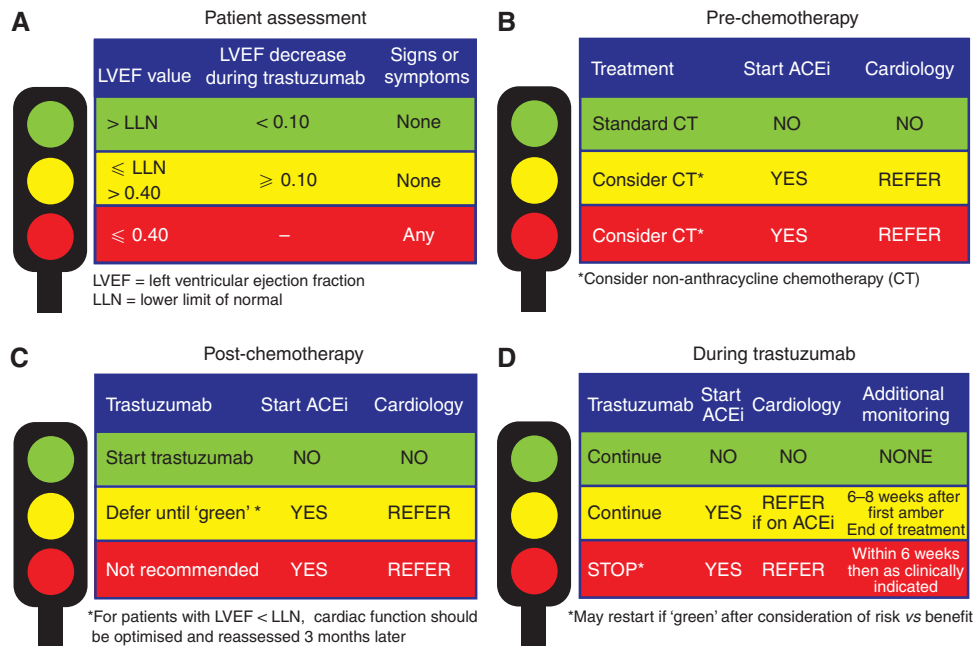 A
Patient assessment
LVEF value
LVEF decrease
during trastuzumab
Signs or
symptoms
> LLN
< 0.10
None
⩽ LLN
> 0.40
⩾ 0.10
None
⩽ 0.40
–
Any
LVEF = left ventricular ejection fraction
LLN = lower limit of normal
B
Pre-chemotherapy
Treatment
Start ACEi
Cardiology
Standard CT
NO
NO
Consider CT*
YES
REFER
Consider CT*
YES
REFER
*Consider non-anthracycline chemotherapy (CT)
C
Post-chemotherapy
Trastuzumab
Start ACEi
Cardiology
Start trastuzumab
NO
NO
Defer until ‘green’ *
YES
REFER
Not recommended
YES
REFER
*For patients with LVEF < LLN, cardiac function should
be optimised and reassessed 3 months later
D
During trastuzumab
Trastuzumab
Start
ACEi
Cardiology
Additional
monitoring
Continue
NO
NO
NONE
Continue
YES
REFER
if on ACEi
6–8 weeks after
first amber
End of treatment
STOP*
YES
REFER
Within 6 weeks
then as clinically
indicated
*May restart if ‘green’ after consideration of risk vs benefit